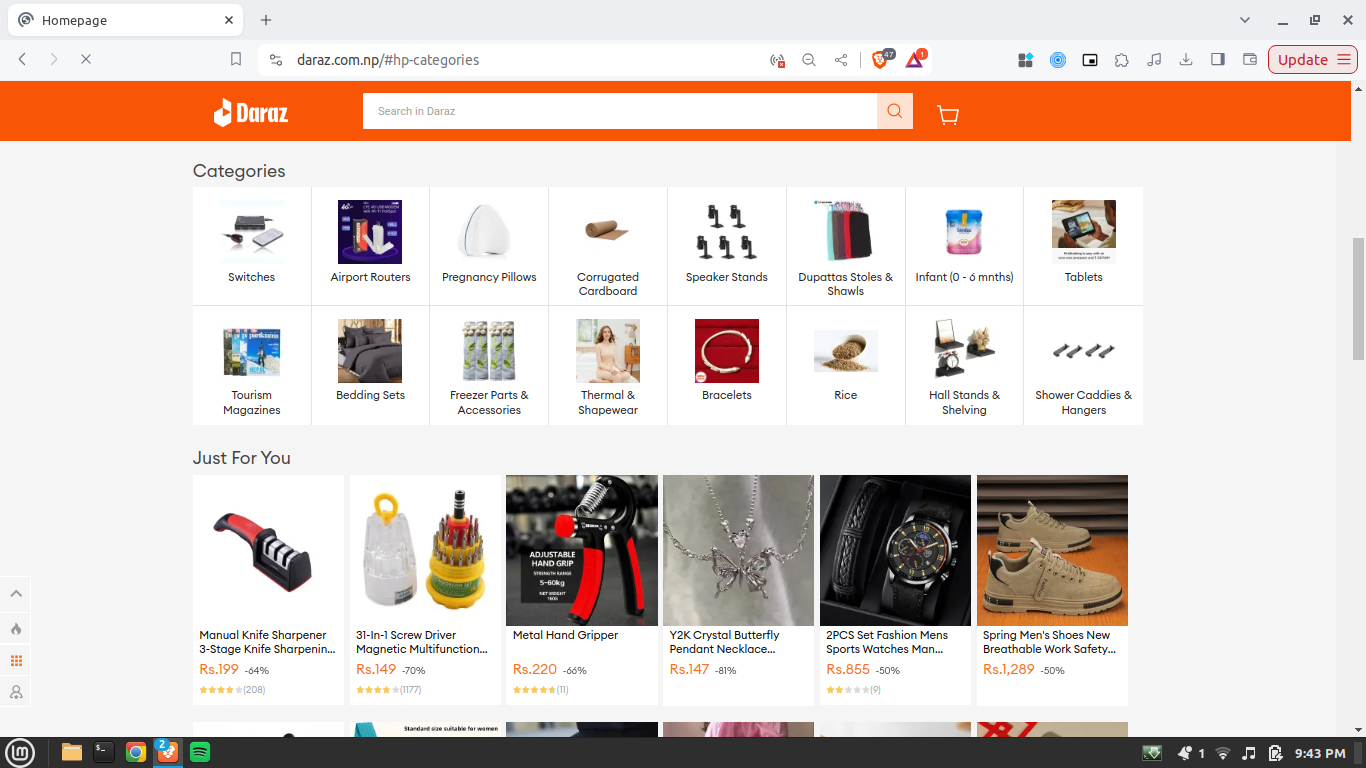 Homepage
daraz.com.np/#hp-categories
47
1
Update
Daraz
Search in Daraz
Categories
Switches
Airport Routers
Pregnancy Pillows
Corrugated
Cardboard
Speaker Stands
Dupattas Stoles &
Shawls
Infant (0 - 6 mnths)
Tablets
Tourism
Magazines
Bedding Sets
Freezer Parts &
Accessories
Thermal &
Shapewear
Bracelets
Rice
Hall Stands &
Shelving
Shower Caddies &
Hangers
Just For You
ADJUSTABLE
HAND GRIP
STRENGTH RANGE
5-60kg
NET WEIGHT
160G
Manual Knife Sharpener
3-Stage Knife Sharpenin...
Rs.199 -64%
(208)
31-In-1 Screw Driver
Magnetic Multifunction...
Rs.149 -70%
(1177)
Metal Hand Gripper
Rs.220 -66%
(11)
Y2K Crystal Butterfly
Pendant Necklace...
Rs.147 -81%
2PCS Set Fashion Mens
Sports Watches Man...
Rs.855 -50%
(9)
Spring Men's Shoes New
Breathable Work Safety...
Rs.1,289 -50%
Standard size suitable for women
2
1
9:43 PM